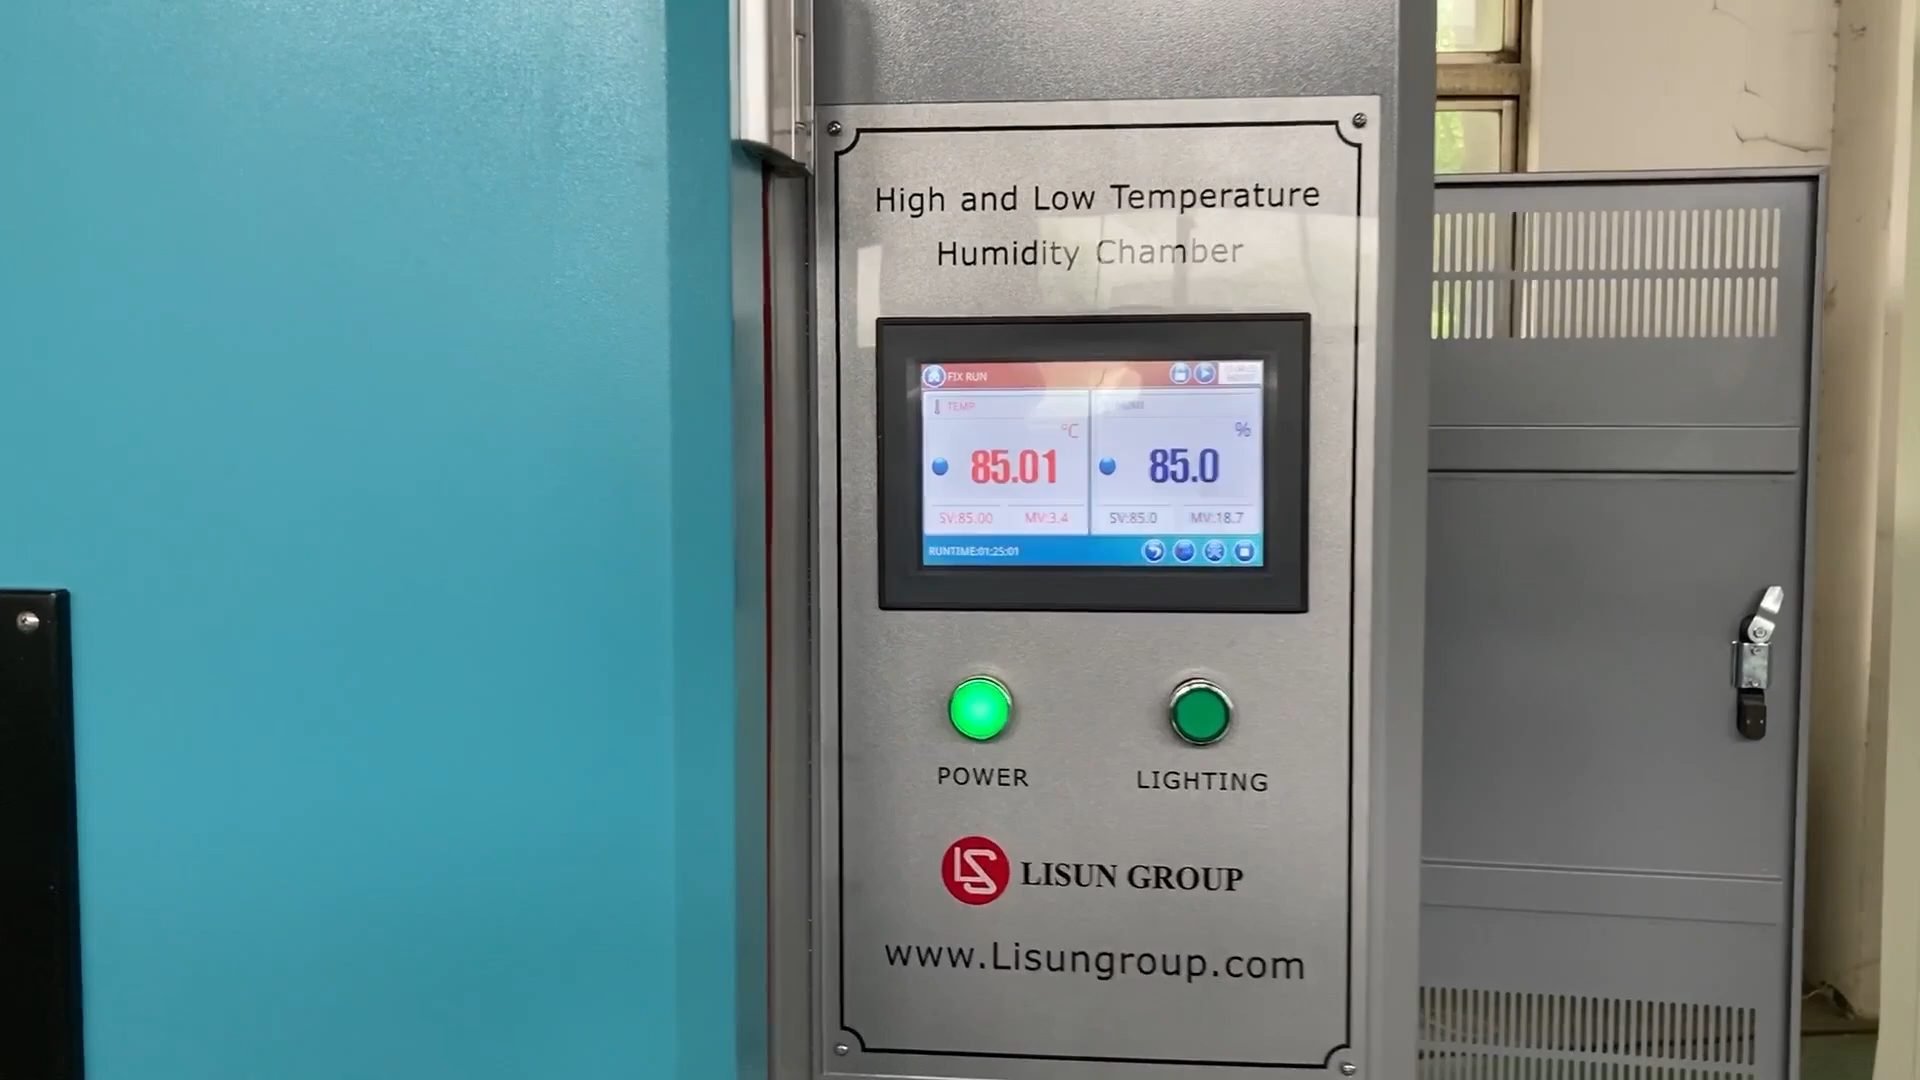 High and Low Temperature
Humidity Chamber
FIX RUN
TEMP
°C
%
85.01
85.0
SV:85.00
MV:3.4
SV:85.0
MV:18.7
RUNTIME:01:25:01
POWER
LIGHTING
LS LISUN GROUP
www.Lisungroup.com